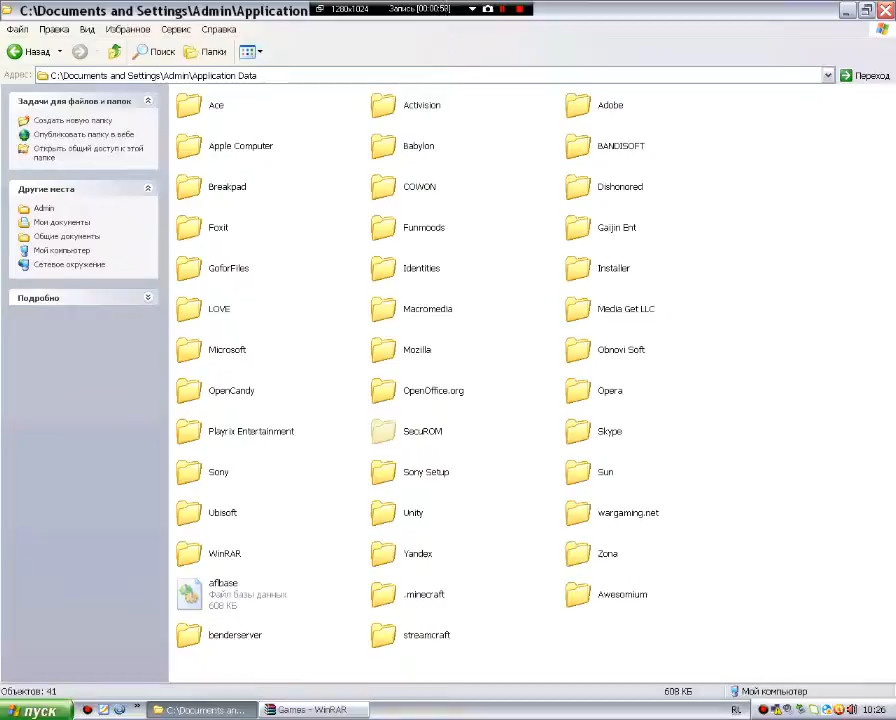 C:\Documents and Settings\Admin\Application
1280x1024
Запись [00:00:58]
Файл Правка Вид Избранное Сервис Справка
Назад Поиск Папки
Адрес: C:\Documents and Settings\Admin\Application Data Переход
Задачи для файлов и папок
Создать новую папку
Опубликовать папку в вебе
Открыть общий доступ к этой
папке
Другие места
Admin
Мои документы
Общие документы
Мой компьютер
Сетевое окружение
Подробно
Ace Activision Adobe
Apple Computer Babylon BANDISOFT
Breakpad COWON Dishonored
Foxit Funmoods Gaijin Ent
GoforFiles Identities Installer
LOVE Macromedia Media Get LLC
Microsoft Mozilla Obnovi Soft
OpenCandy OpenOffice.org Opera
Playrix Entertainment SecuROM Skype
Sony Sony Setup Sun
Ubisoft Unity wargaming.net
WinRAR Yandex Zona
aflbase
Файл базы данных
608 КБ
.minecraft Awesomium
benderserver streamcraft
Объектов: 41 608 КБ Мой компьютер
пуск C:\Documents an... Games - WinRAR RL 10:26